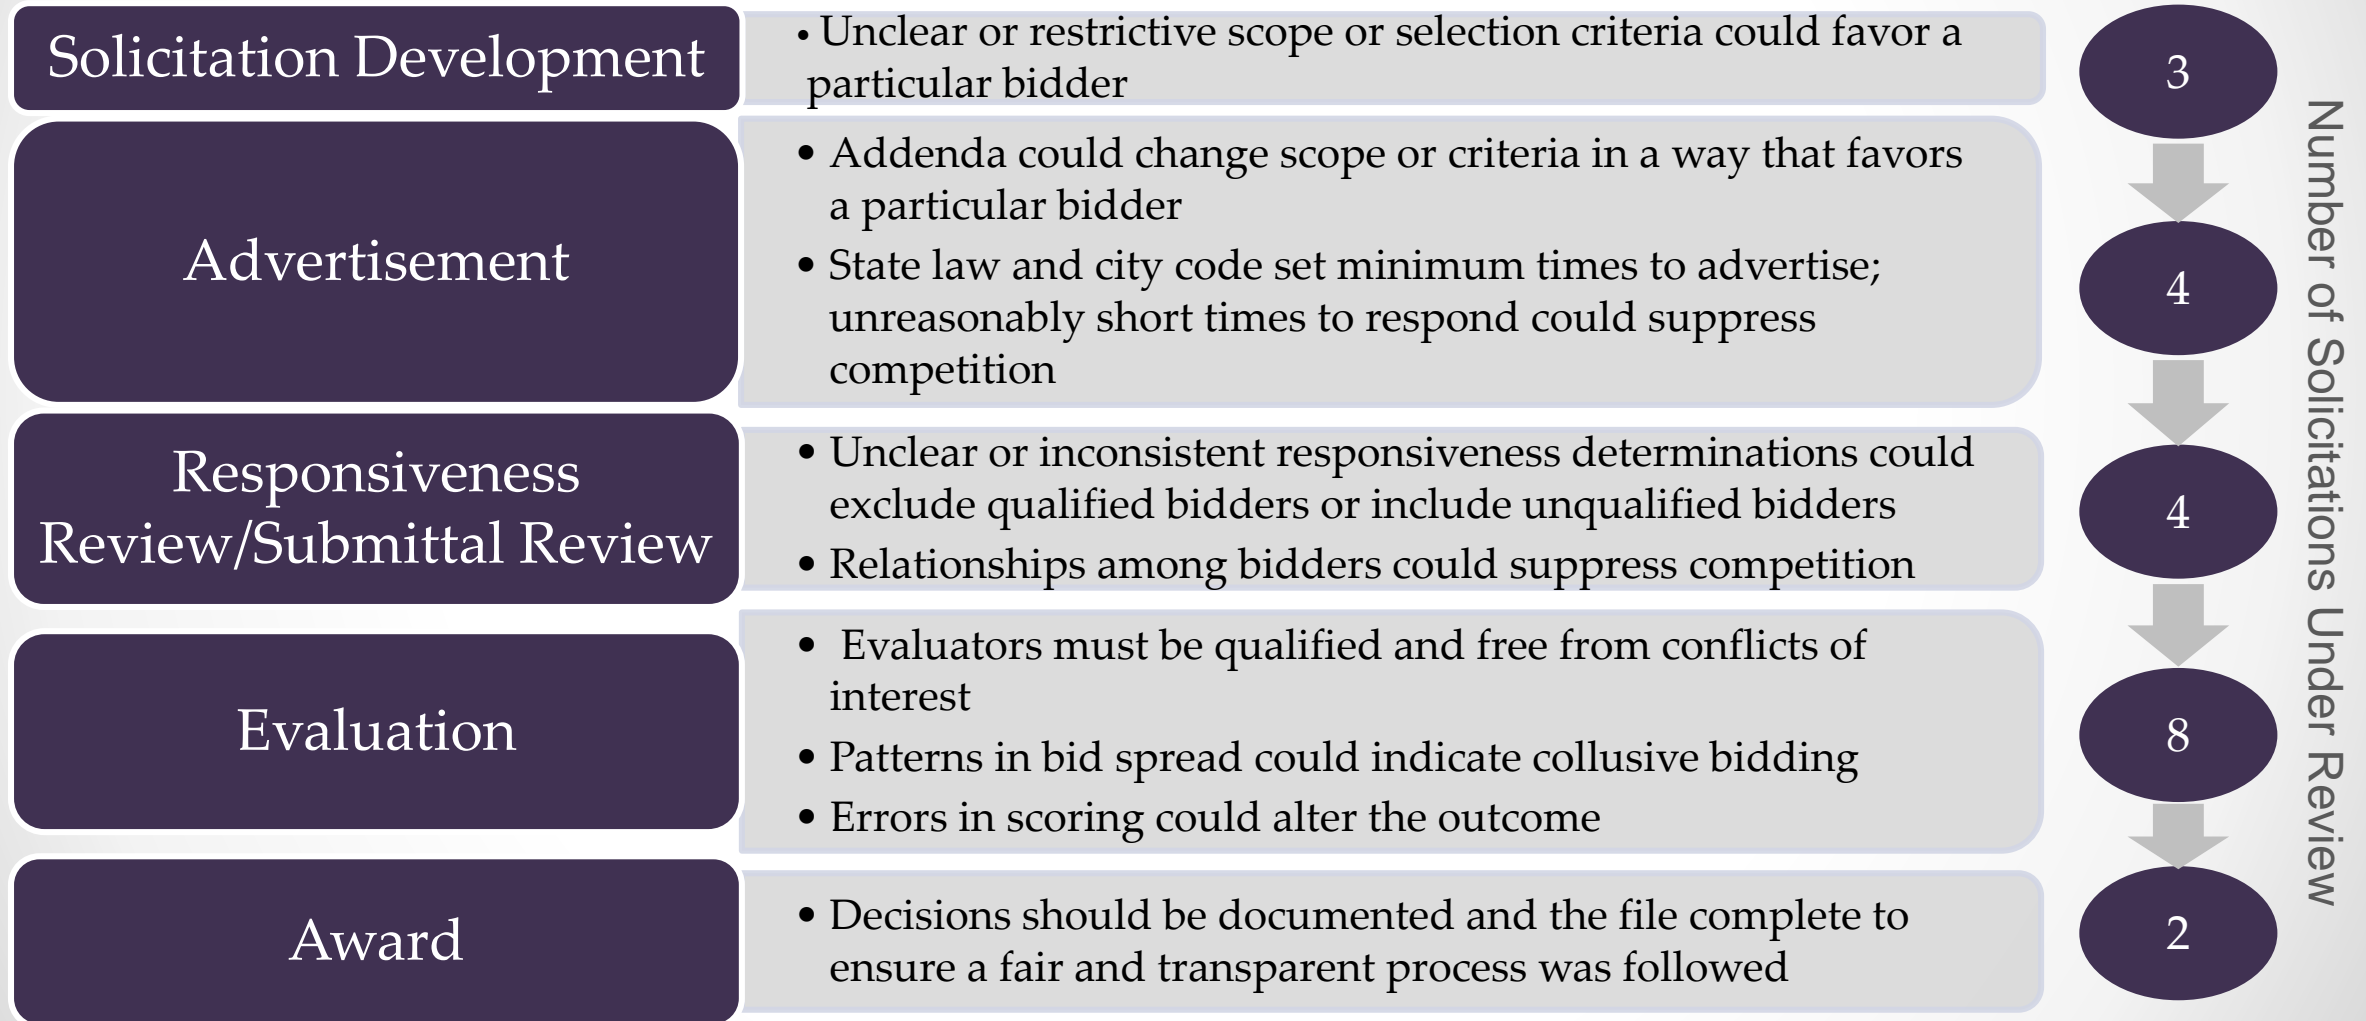 Solicitation Development
• Unclear or restrictive scope or selection criteria could favor a
particular bidder
3
Advertisement
• Addenda could change scope or criteria in a way that favors
a particular bidder
• State law and city code set minimum times to advertise;
unreasonably short times to respond could suppress
competition
4
Responsiveness
Review/Submittal Review
• Unclear or inconsistent responsiveness determinations could
exclude qualified bidders or include unqualified bidders
• Relationships among bidders could suppress competition
4
Evaluation
• Evaluators must be qualified and free from conflicts of
interest
• Patterns in bid spread could indicate collusive bidding
• Errors in scoring could alter the outcome
8
Award
• Decisions should be documented and the file complete to
ensure a fair and transparent process was followed
2
Number of Solicitations Under Review